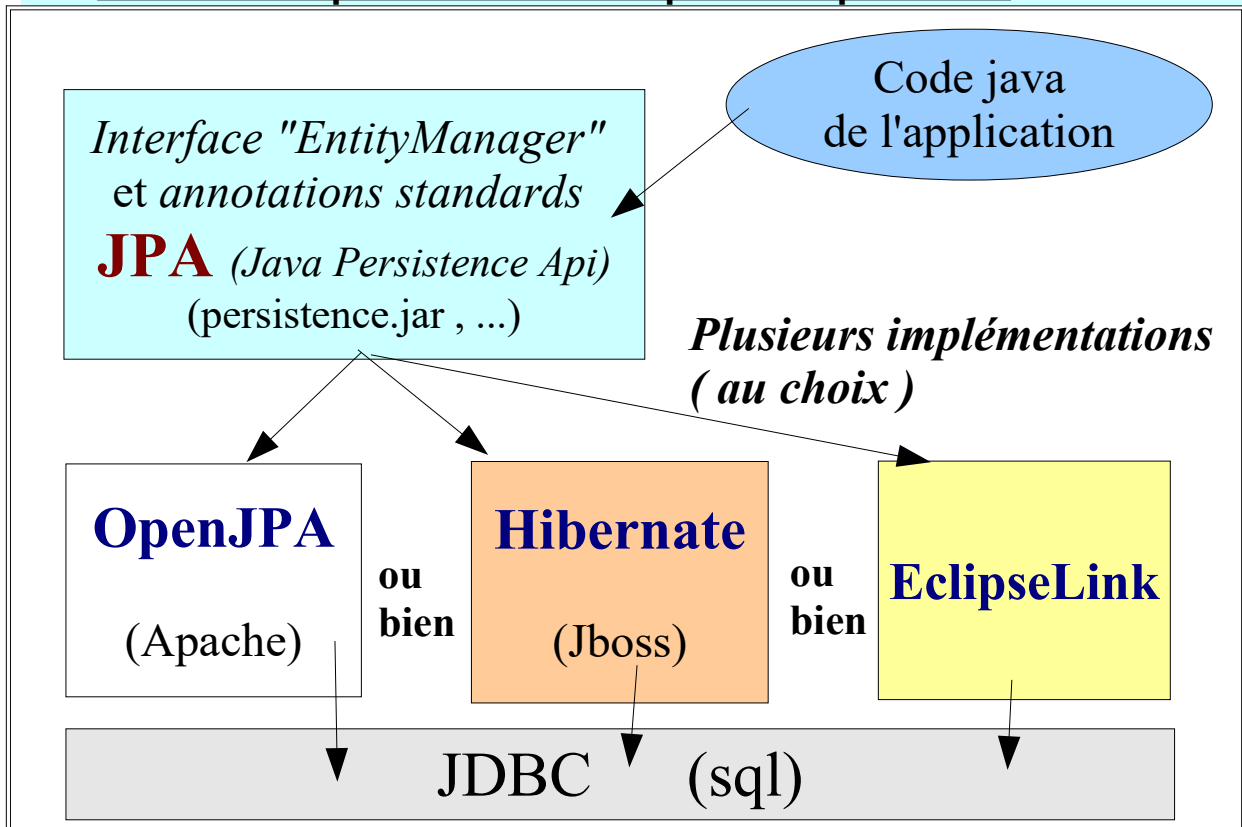 Code java
de l'application
Interface "EntityManager"
et annotations standards
JPA (Java Persistence Api)
(persistence.jar , ...)
Plusieurs implémentations
( au choix )
OpenJPA
(Apache)
ou
bien
Hibernate
(Jboss)
ou
bien
EclipseLink
JDBC (sql)